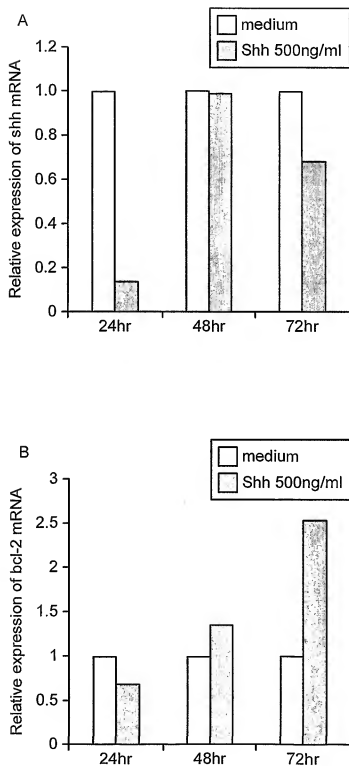 A
medium
Shh 500ng/ml
Relative expression of shh mRNA
1.2
1.0
0.8
0.6
0.4
0.2
0
24hr 48hr 72hr
B
medium
Shh 500ng/ml
Relative expression of bcl-2 mRNA
3
2.5
2
1.5
1
0.5
0
24hr 48hr 72hr